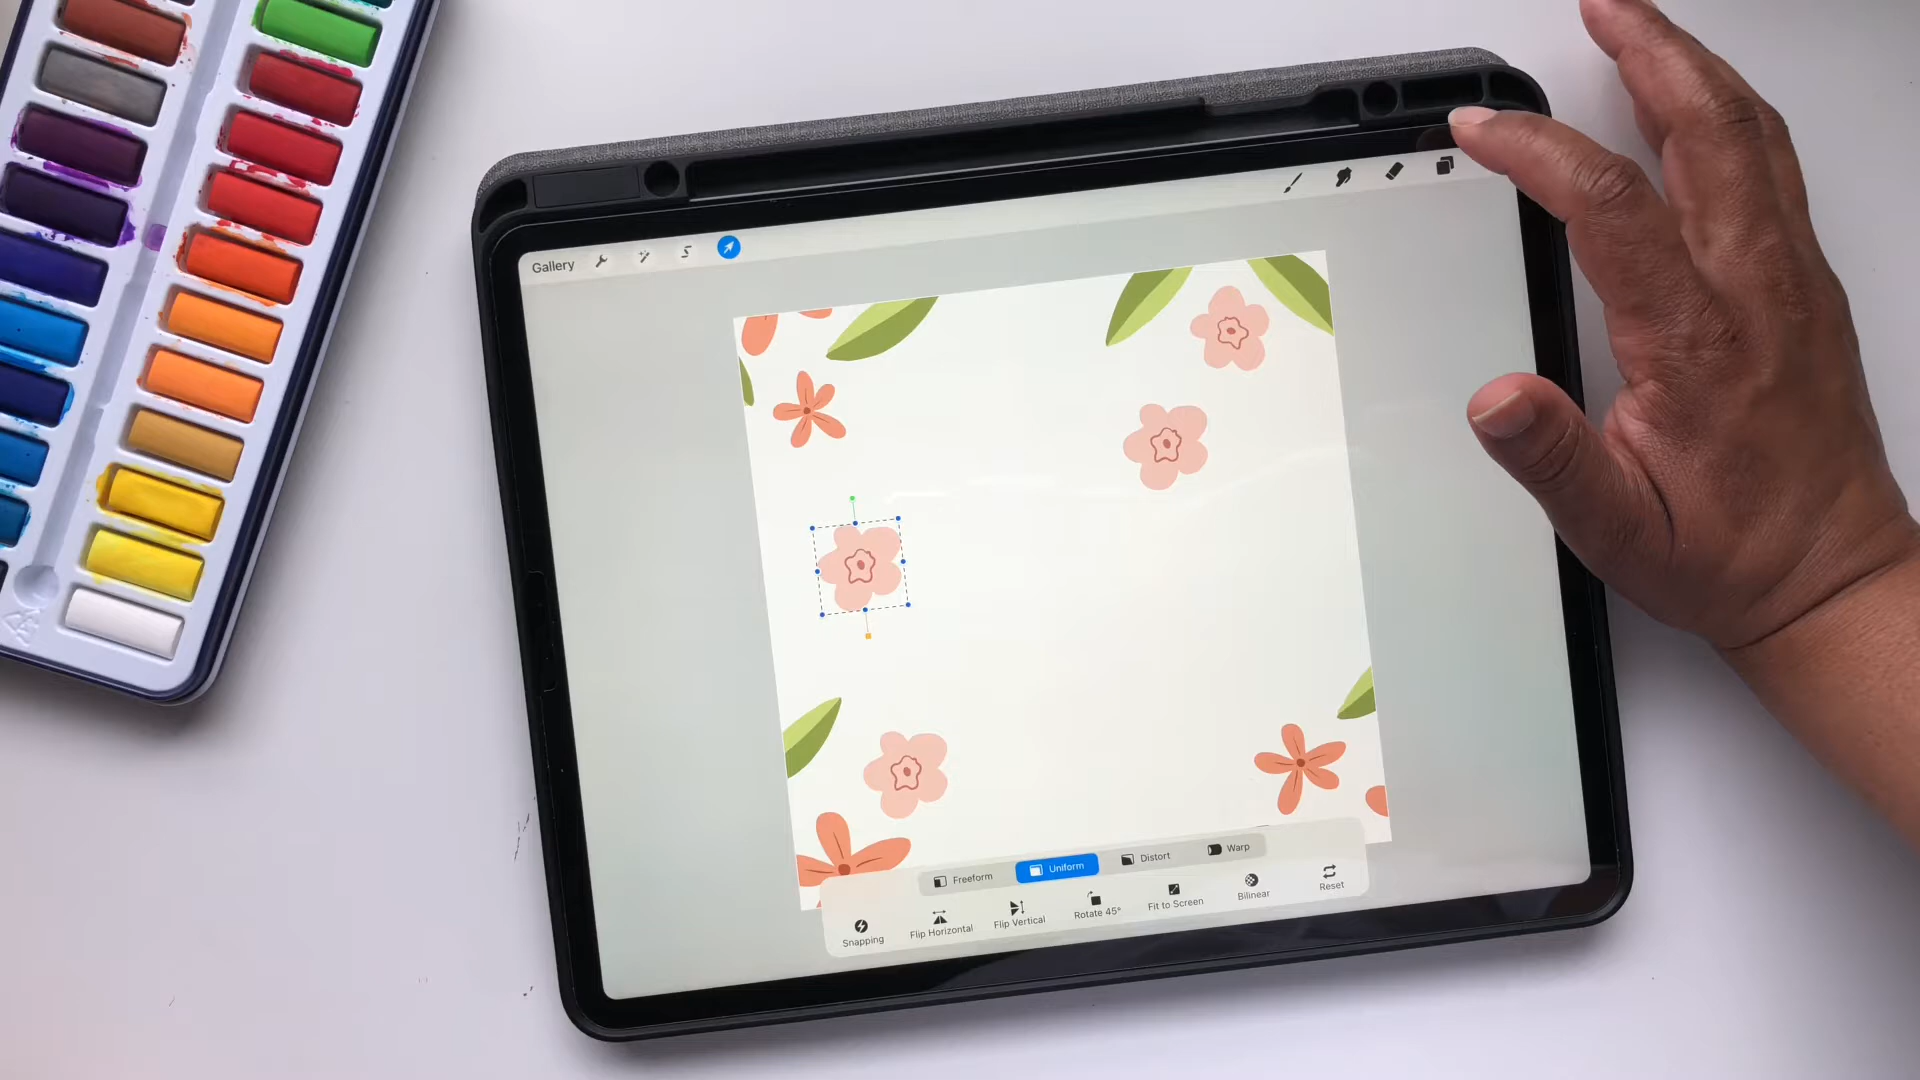 Gallery
Freeform
Uniform
Distort
Warp
Snapping
Flip Horizontal
Flip Vertical
Rotate 45°
Fit to Screen
Bilinear
Reset